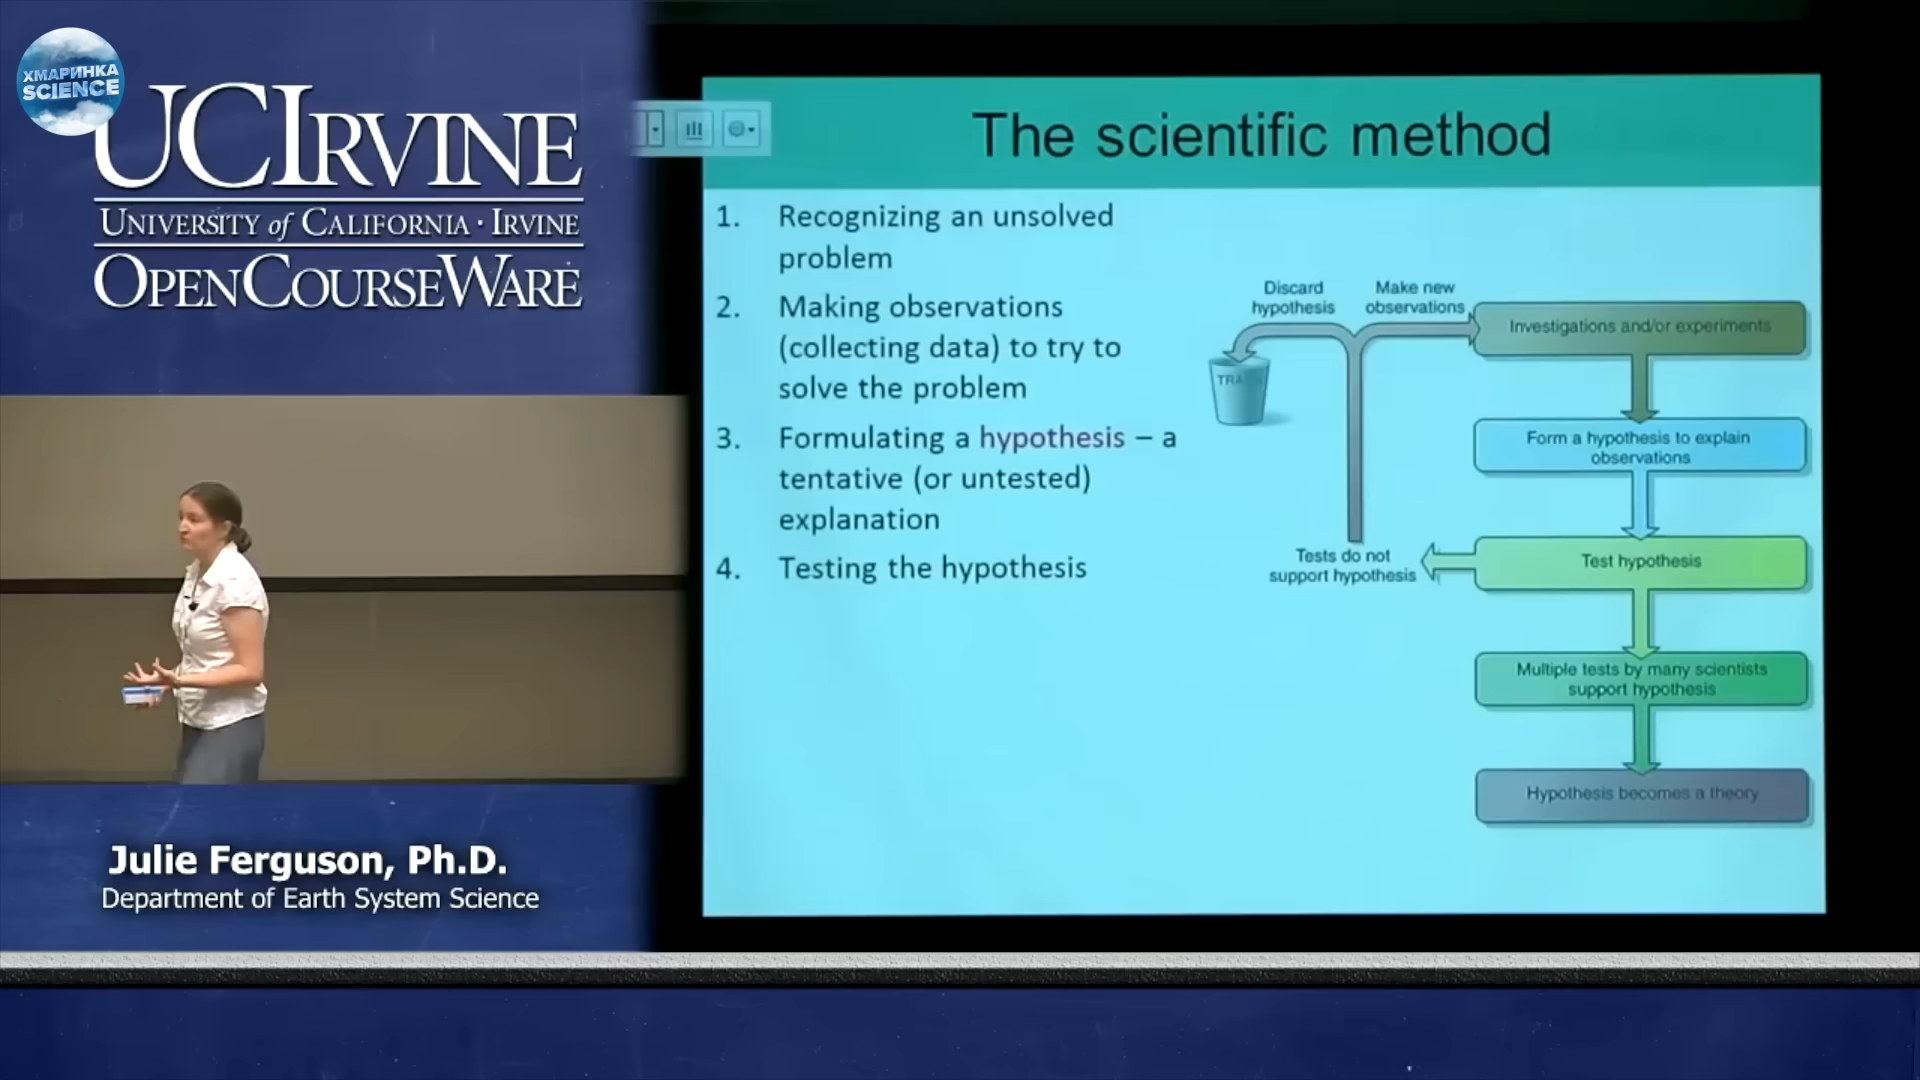 ХМАРИНКА
SCIENCE
UCIRVINE
UNIVERSITY of CALIFORNIA · IRVINE
OPENCOURSEWARE
The scientific method
1. Recognizing an unsolved
problem
2. Making observations
(collecting data) to try to
solve the problem
3. Formulating a hypothesis – a
tentative (or untested)
explanation
4. Testing the hypothesis
Discard
hypothesis
Make new
observations
Investigations and/or experiments
Form a hypothesis to explain
observations
Tests do not
support hypothesis
Test hypothesis
Multiple tests by many scientists
support hypothesis
Hypothesis becomes a theory
Julie Ferguson, Ph.D.
Department of Earth System Science